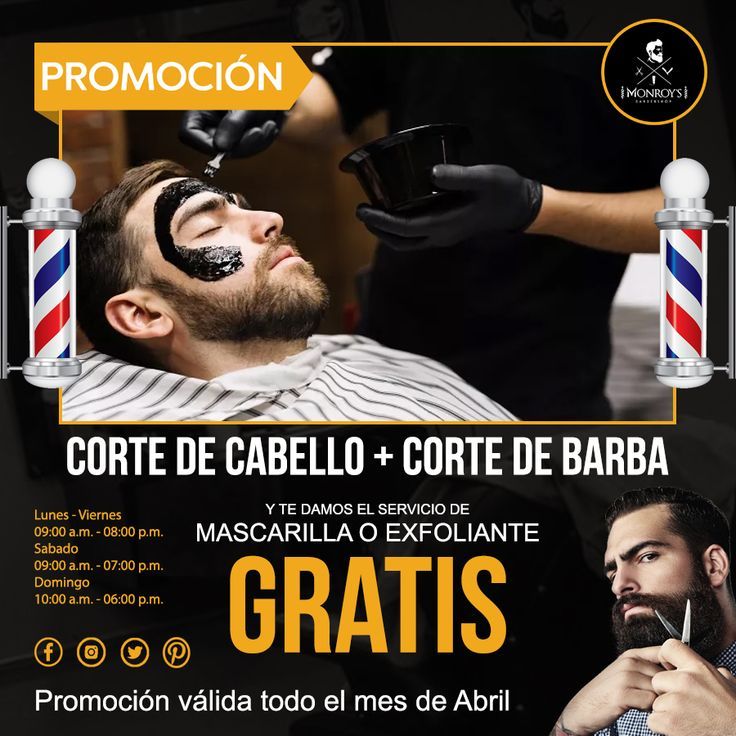 PROMOCIÓN
MONROY'S
BARBERSHOP
CORTE DE CABELLO + CORTE DE BARBA
Lunes - Viernes
09:00 a.m. - 08:00 p.m.
Sabado
09:00 a.m. - 07:00 p.m.
Domingo
10:00 a.m. - 06:00 p.m.
Y TE DAMOS EL SERVICIO DE
MASCARILLA O EXFOLIANTE
GRATIS
Promoción válida todo el mes de Abril